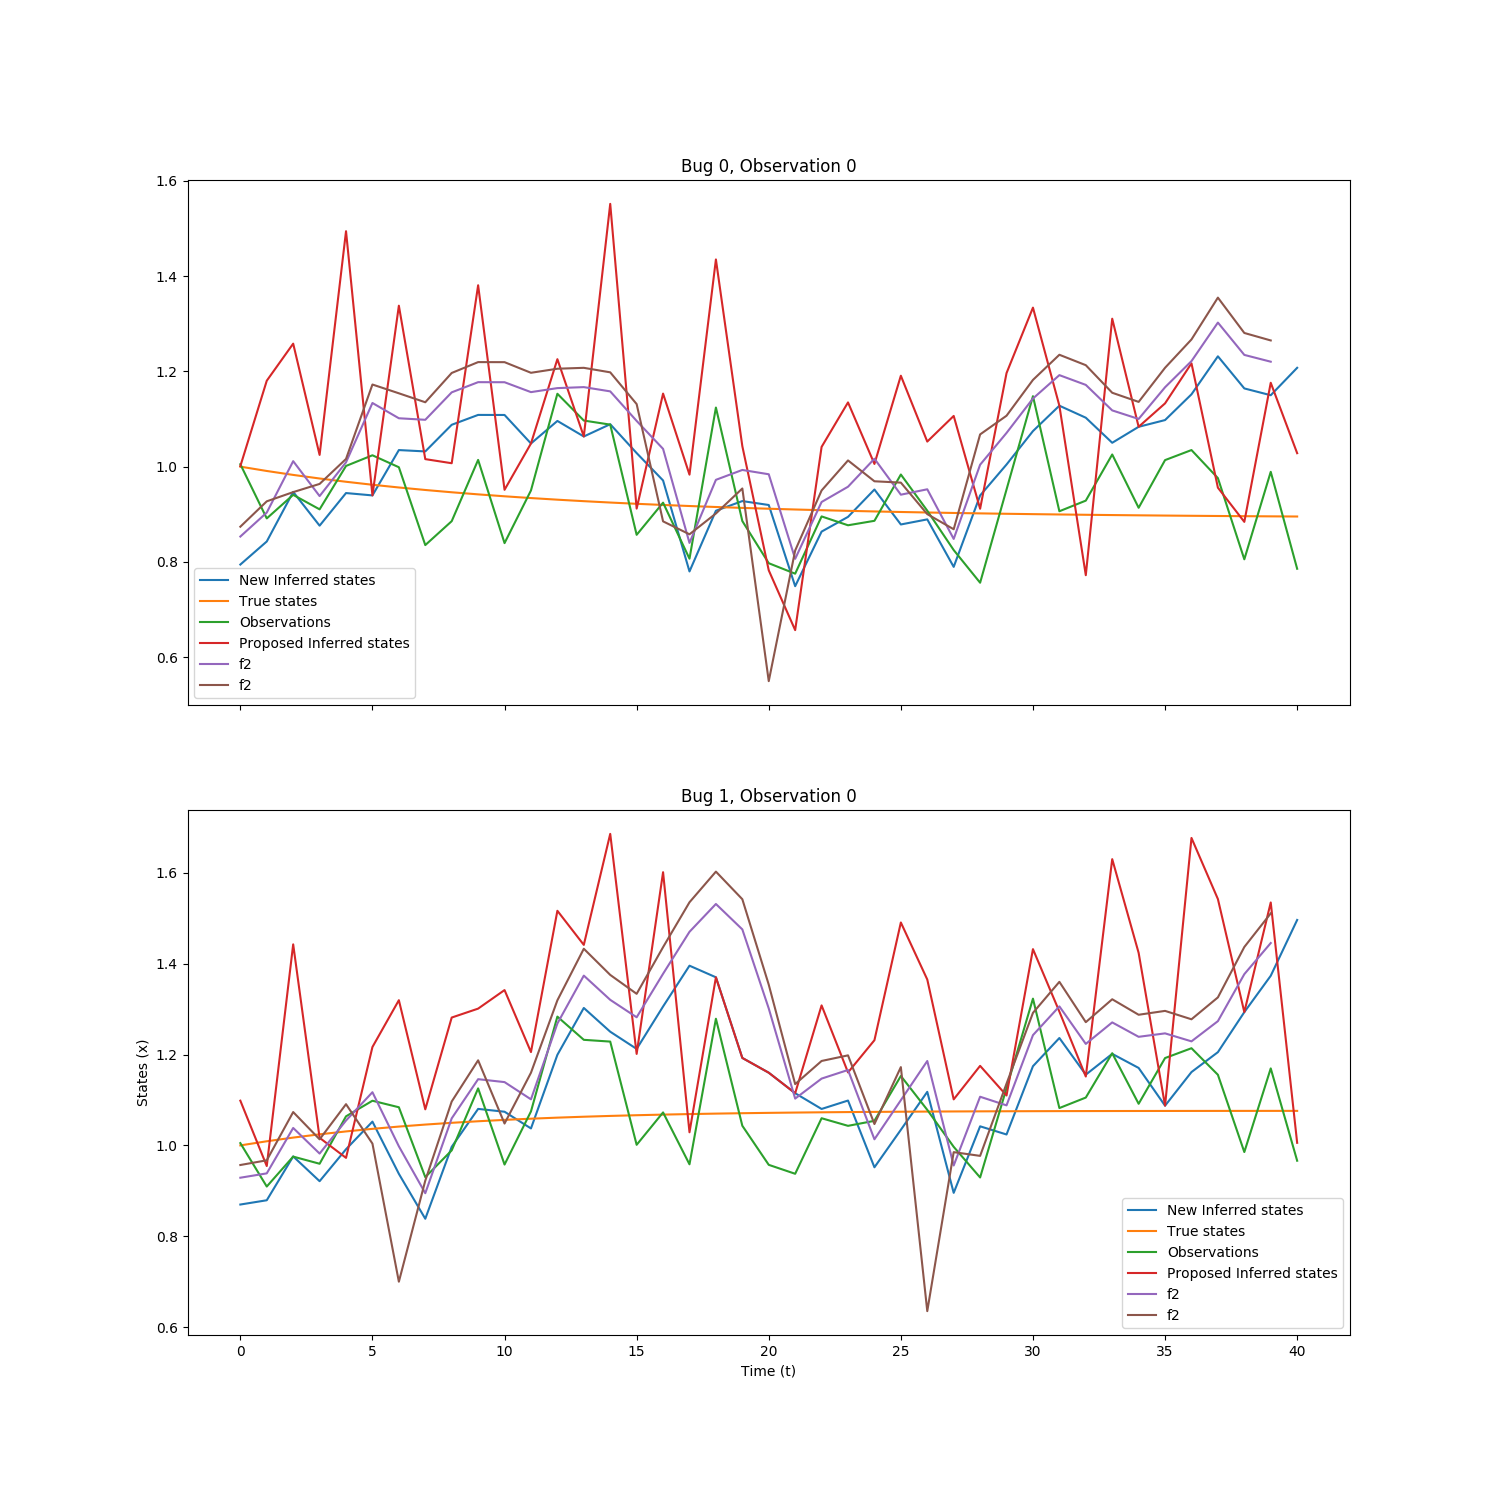 Bug 0, Observation 0
1.6
1.4
1.2
1.0
0.8
0.6
New Inferred states
True states
Observations
Proposed Inferred states
f2
f2
Bug 1, Observation 0
States (x)
1.6
1.4
1.2
1.0
0.8
0.6
New Inferred states
True states
Observations
Proposed Inferred states
f2
f2
0 5 10 15 20 25 30 35 40
Time (t)